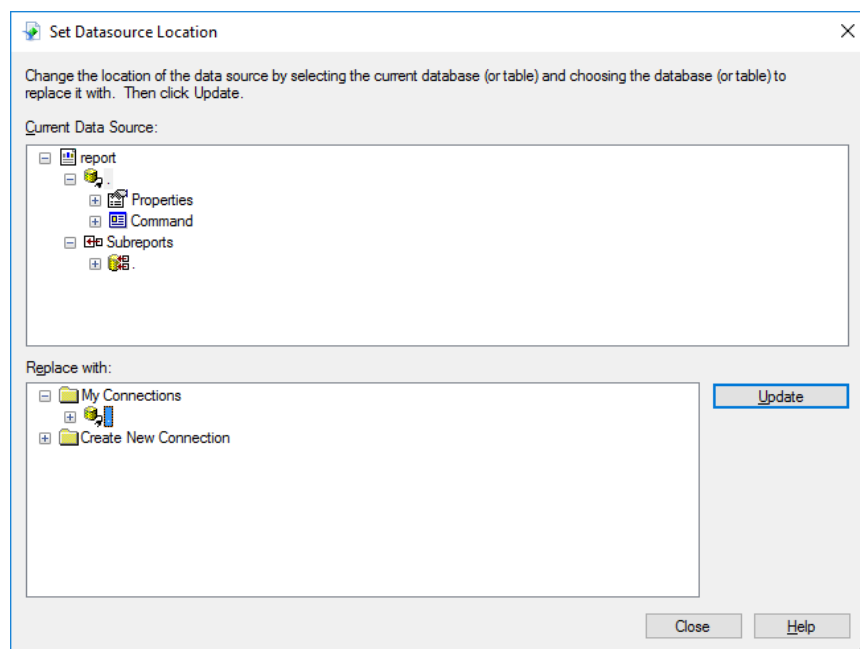 Set Datasource Location
Change the location of the data source by selecting the current database (or table) and choosing the database (or table) to
replace it with. Then click Update.
Current Data Source:
report
.
Properties
Command
Subreports
.
Replace with:
My Connections
Update
Create New Connection
Close
Help